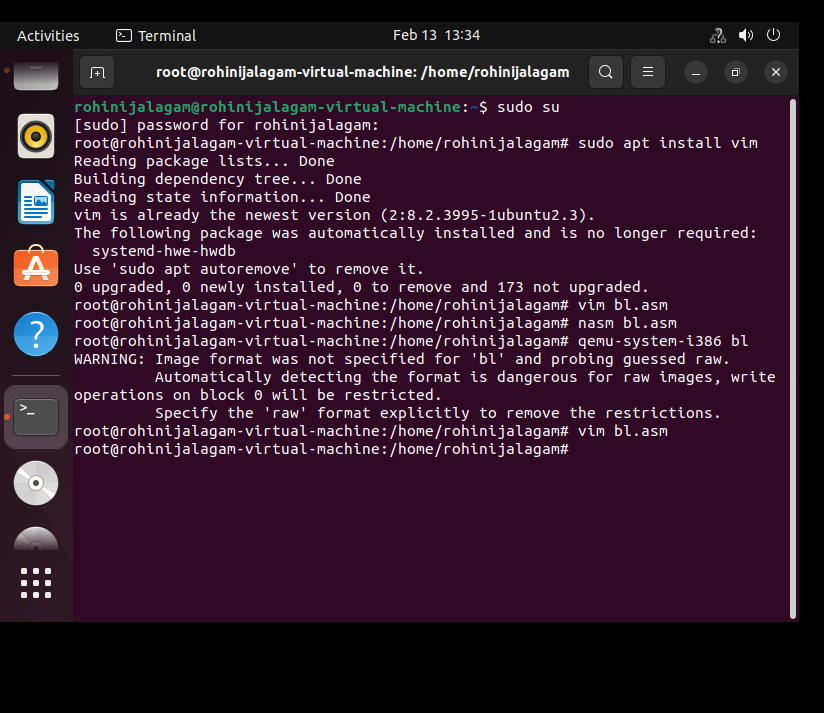 Activities Terminal Feb 13 13:34
root@rohinijalagam-virtual-machine: /home/rohinijalagam
rohinijalagam@rohinijalagam-virtual-machine:~$ sudo su
[sudo] password for rohinijalagam:
root@rohinijalagam-virtual-machine:/home/rohinijalagam# sudo apt install vim
Reading package lists... Done
Building dependency tree... Done
Reading state information... Done
vim is already the newest version (2:8.2.3995-1ubuntu2.3).
The following package was automatically installed and is no longer required:
  systemd-hwe-hwdb
Use 'sudo apt autoremove' to remove it.
0 upgraded, 0 newly installed, 0 to remove and 173 not upgraded.
root@rohinijalagam-virtual-machine:/home/rohinijalagam# vim bl.asm
root@rohinijalagam-virtual-machine:/home/rohinijalagam# nasm bl.asm
root@rohinijalagam-virtual-machine:/home/rohinijalagam# qemu-system-i386 bl
WARNING: Image format was not specified for 'bl' and probing guessed raw.
         Automatically detecting the format is dangerous for raw images, write
operations on block 0 will be restricted.
         Specify the 'raw' format explicitly to remove the restrictions.
root@rohinijalagam-virtual-machine:/home/rohinijalagam# vim bl.asm
root@rohinijalagam-virtual-machine:/home/rohinijalagam#